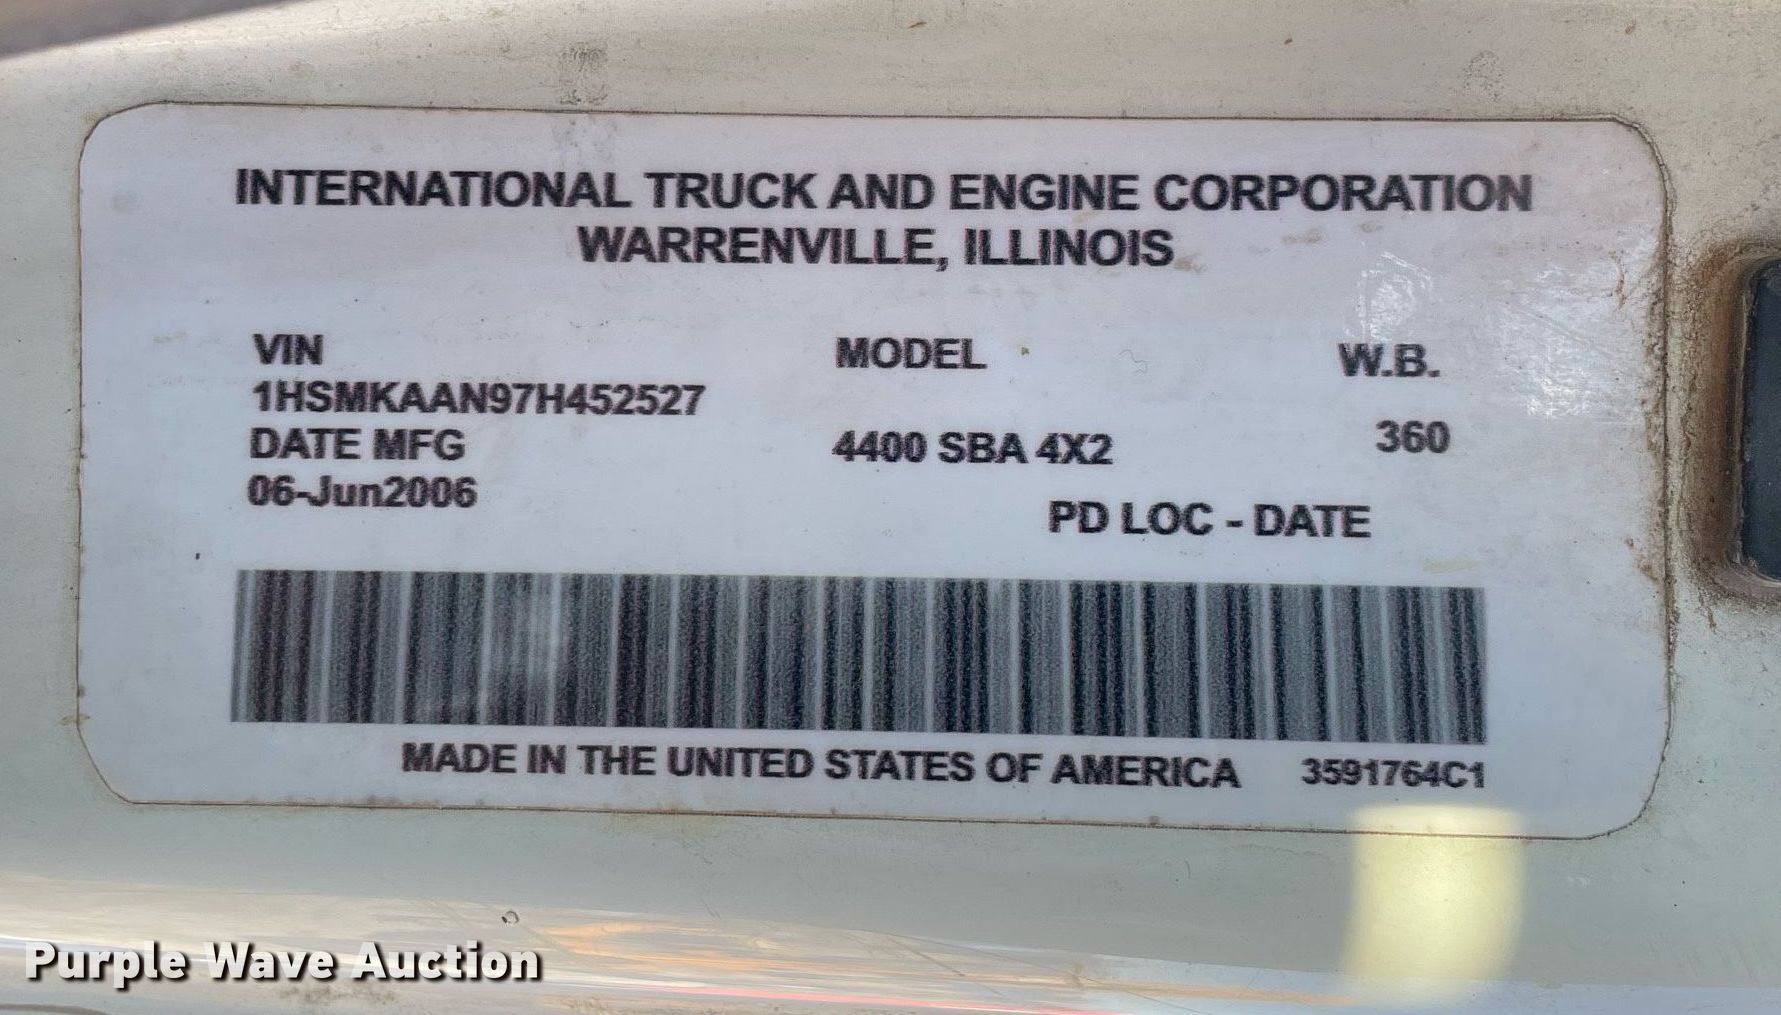 INTERNATIONAL TRUCK AND ENGINE CORPORATION
WARRENVILLE, ILLINOIS
VIN MODEL W.B.
1HSMKAAN97H452527
DATE MFG 4400 SBA 4X2 360
06-Jun2006
PD LOC - DATE
MADE IN THE UNITED STATES OF AMERICA 3591764C1
Purple Wave Auction